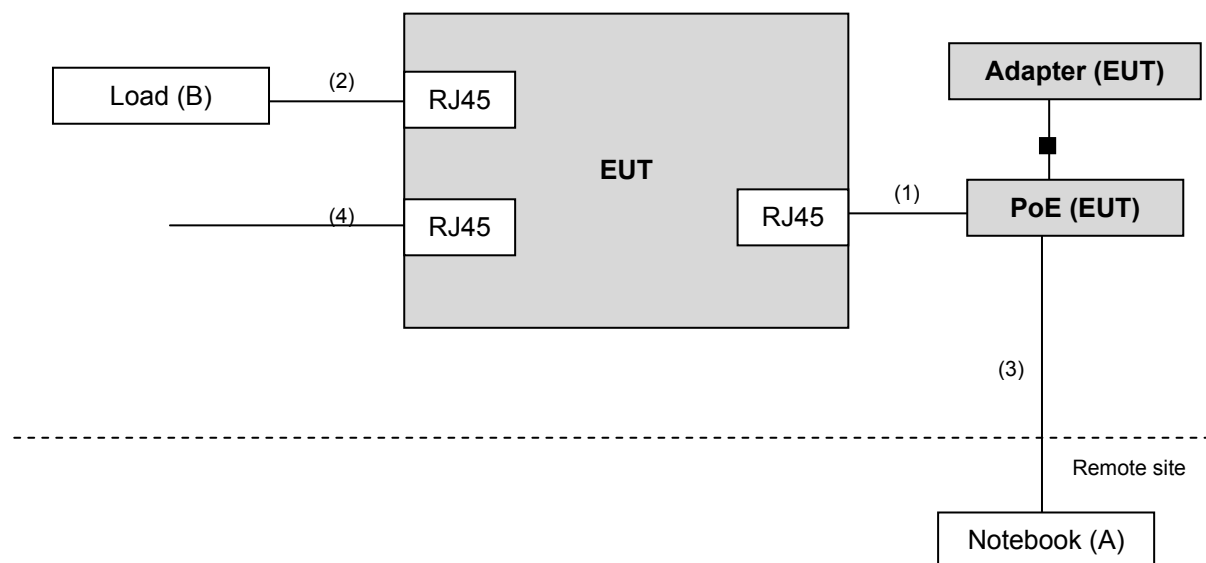 Adapter (EUT)
Load (B)
(2)
RJ45
EUT
(4)
RJ45
RJ45
(1)
PoE (EUT)
(3)
Remote site
Notebook (A)